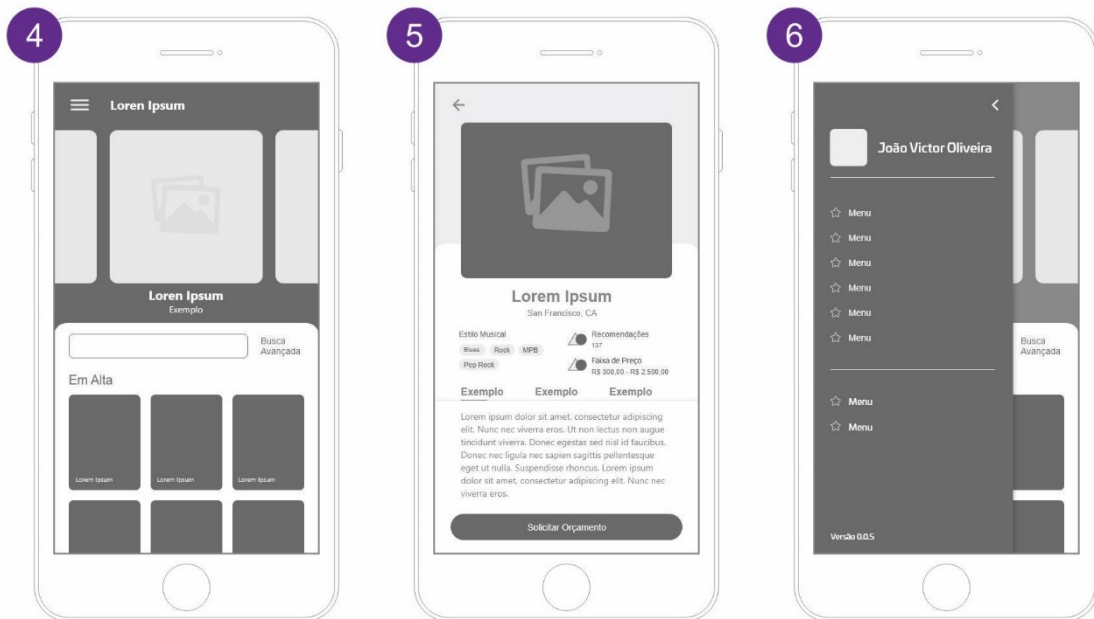 4
Loren Ipsum
Loren Ipsum
Exemplo
Busca
Avançada
Em Alta
Lorem Ipsum
Lorem Ipsum
Lorem Ipsum
5
Lorem Ipsum
San Francisco, CA
Estilo Musical
Blues Rock MPB
Pop Rock
Recomendações
137
Faixa de Preço
R$ 300,00 - R$ 2.500,00
Exemplo Exemplo Exemplo
Lorem ipsum dolor sit amet, consectetur adipiscing
elit. Nunc nec viverra eros. Ut non lectus non augue
tincidunt viverra. Donec egestas sed nisl id faucibus.
Donec nec ligula nec sapien sagittis pellentesque
eget ut nulla. Suspendisse rhoncus. Lorem ipsum
dolor sit amet, consectetur adipiscing elit. Nunc nec
viverra eros.
Solicitar Orçamento
6
João Victor Oliveira
Menu
Menu
Menu
Menu
Menu
Menu
Menu
Menu
Versão 0.0.5
Busca
Avançada